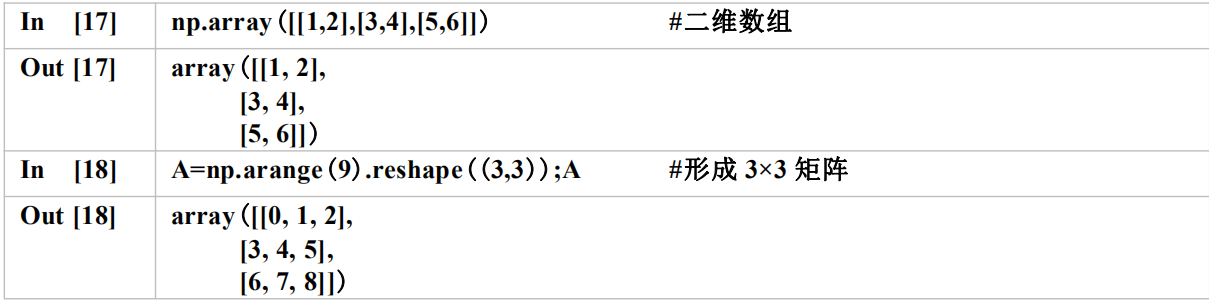 In [17] np.array([[1,2],[3,4],[5,6]]) #二维数组
Out [17] array([[1, 2],
[3, 4],
[5, 6]])
In [18] A=np.arange(9).reshape((3,3));A #形成 3×3 矩阵
Out [18] array([[0, 1, 2],
[3, 4, 5],
[6, 7, 8]])